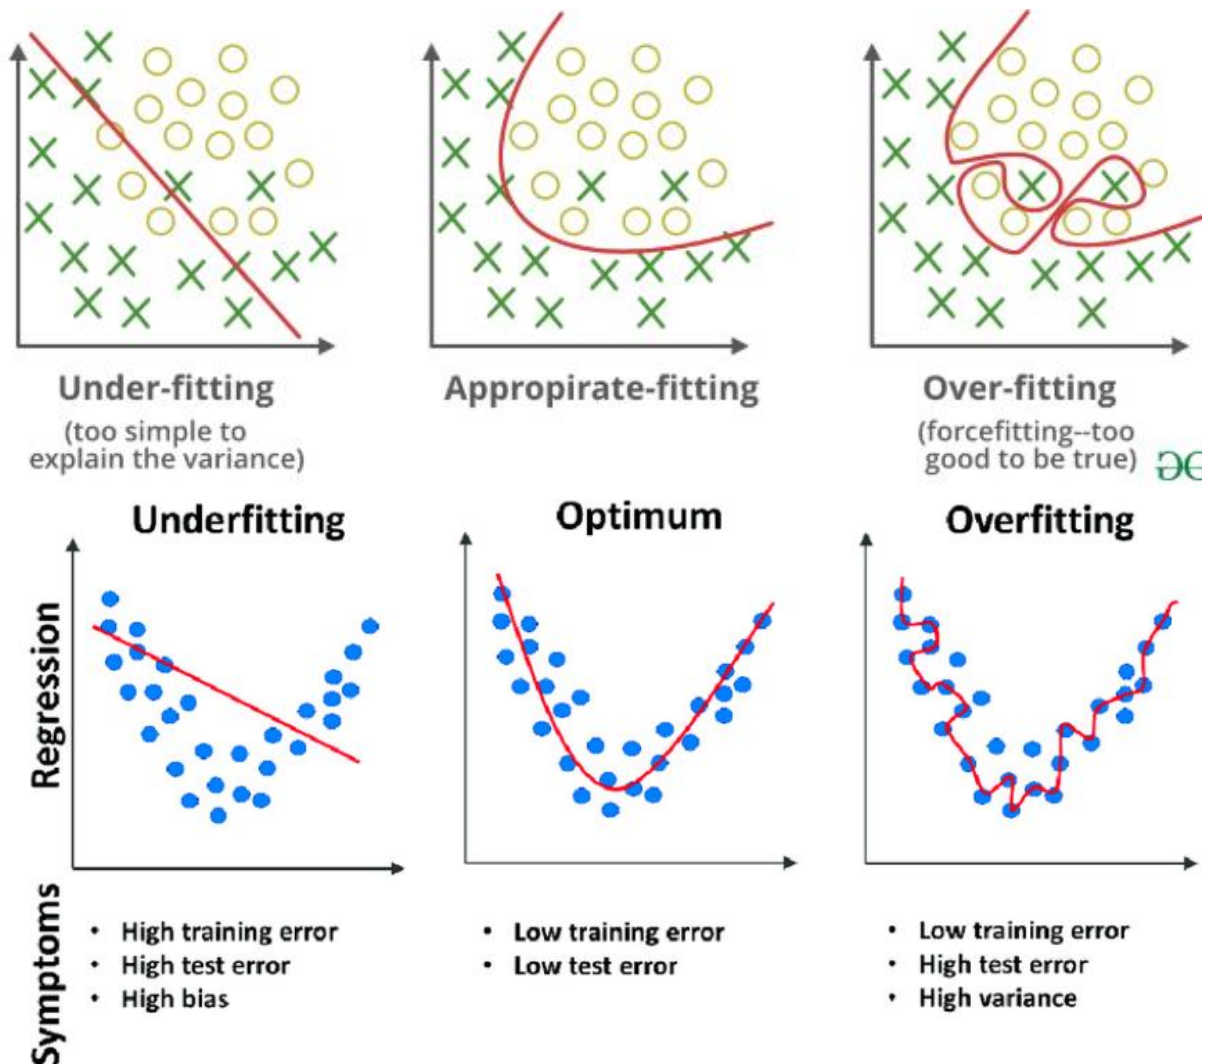 Under-fitting
(too simple to
explain the variance)
Appropirate-fitting
Over-fitting
(forcefitting--too
good to be true)
Underfitting
Optimum
Overfitting
Regression
Symptoms
• High training error
• High test error
• High bias
• Low training error
• Low test error
• Low training error
• High test error
• High variance